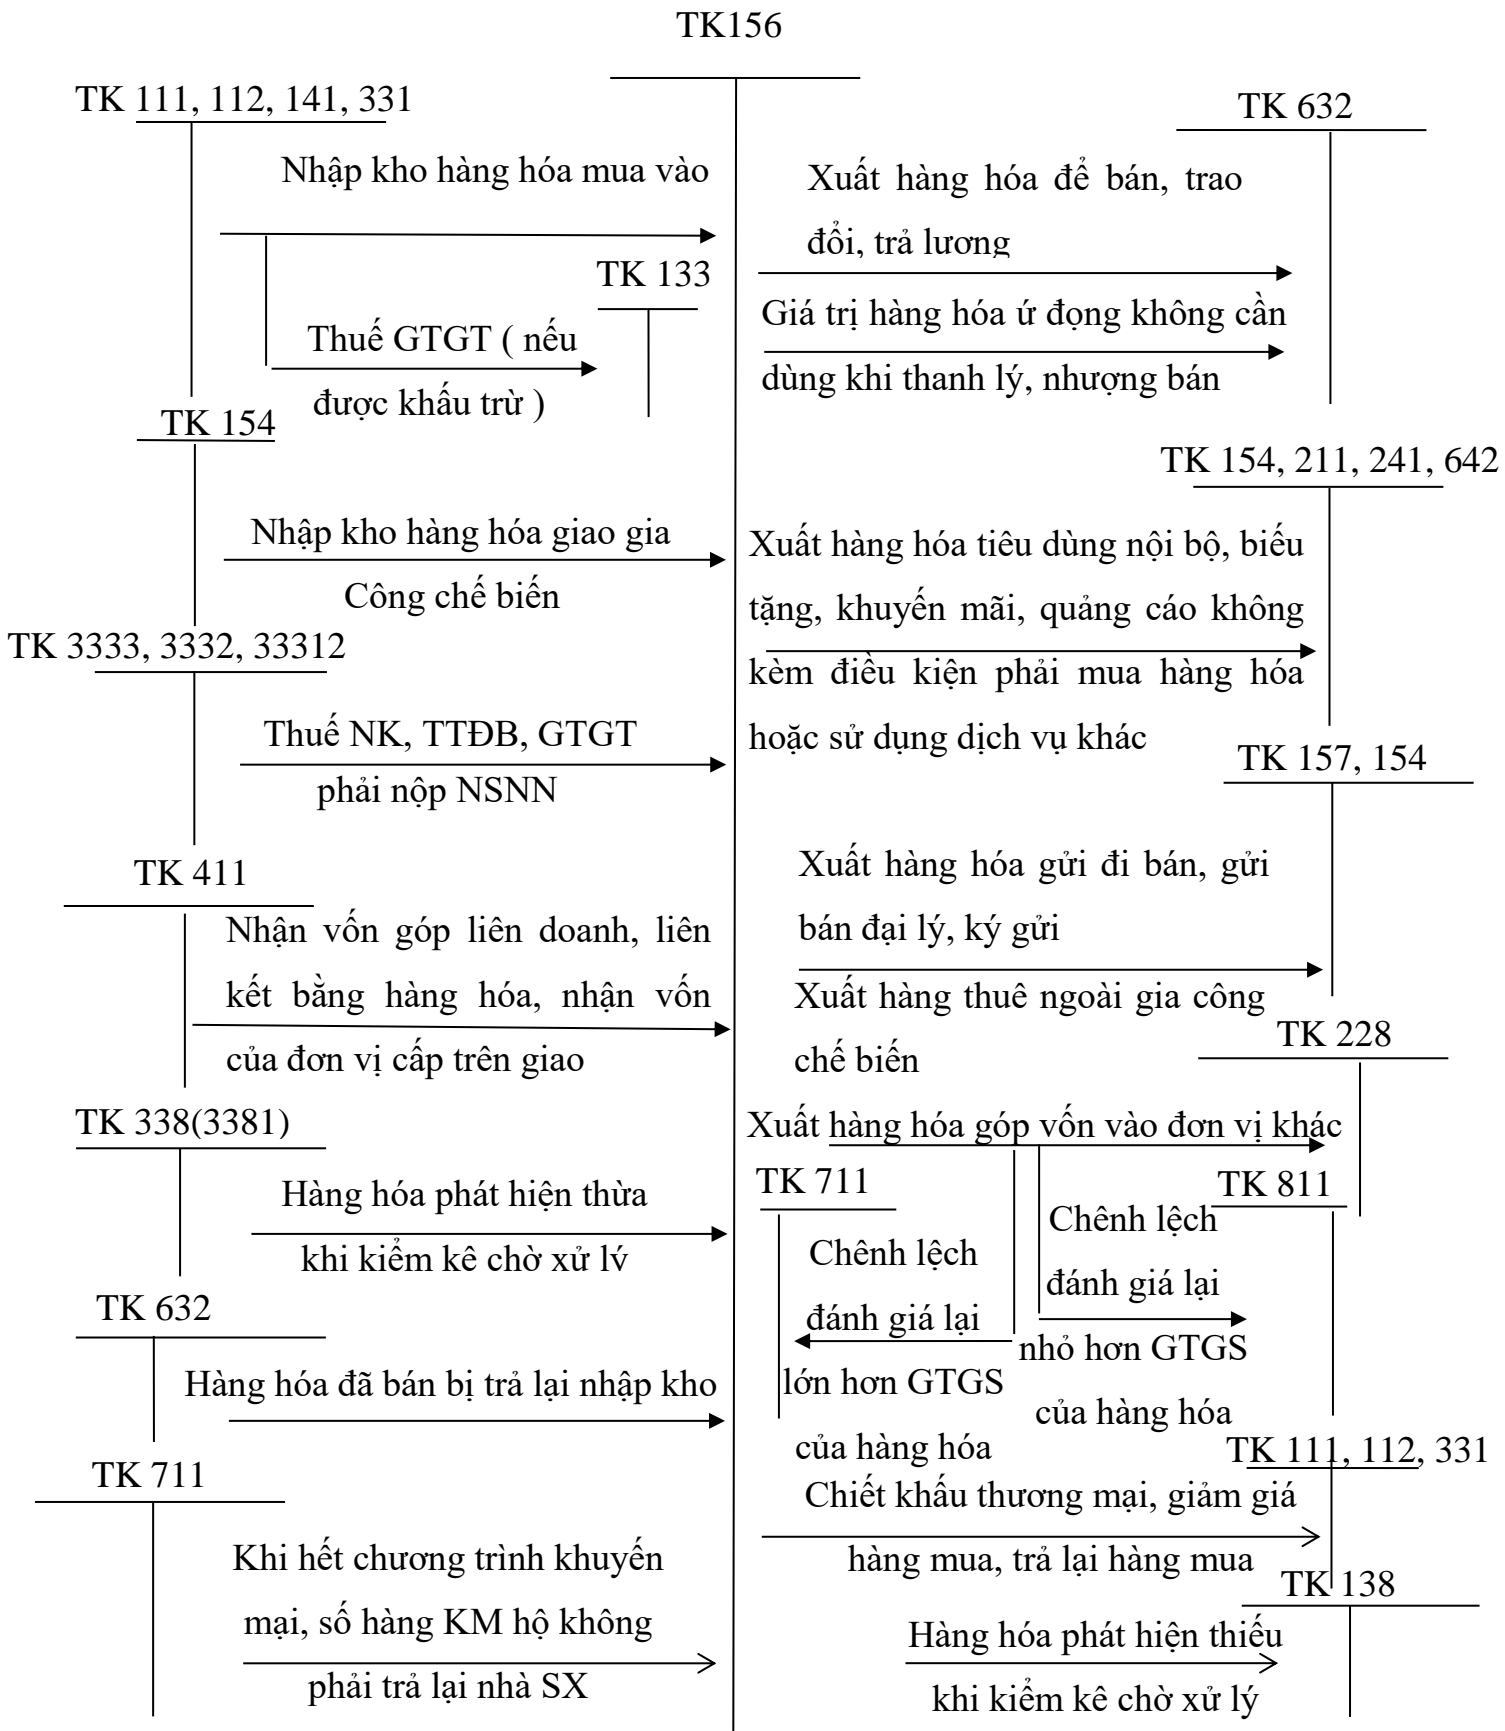 TK156
TK 111, 112, 141, 331
Nhập kho hàng hóa mua vào
TK 133
Thuế GTGT ( nếu
được khấu trừ )
TK 154
Nhập kho hàng hóa giao gia
Công chế biến
TK 3333, 3332, 33312
Thuế NK, TTĐB, GTGT
phải nộp NSNN
TK 411
Nhận vốn góp liên doanh, liên
kết bằng hàng hóa, nhận vốn
của đơn vị cấp trên giao
TK 338(3381)
Hàng hóa phát hiện thừa
khi kiểm kê chờ xử lý
TK 632
Hàng hóa đã bán bị trả lại nhập kho
TK 711
Khi hết chương trình khuyến
mại, số hàng KM hộ không
phải trả lại nhà SX
TK 632
Xuất hàng hóa để bán, trao
đổi, trả lương
Giá trị hàng hóa ứ đọng không cần
dùng khi thanh lý, nhượng bán
TK 154, 211, 241, 642
Xuất hàng hóa tiêu dùng nội bộ, biếu
tặng, khuyến mãi, quảng cáo không
kèm điều kiện phải mua hàng hóa
hoặc sử dụng dịch vụ khác
TK 157, 154
Xuất hàng hóa gửi đi bán, gửi
bán đại lý, ký gửi
Xuất hàng thuê ngoài gia công
chế biến
TK 228
Xuất hàng hóa góp vốn vào đơn vị khác
TK 711
Chênh lệch
đánh giá lại
lớn hơn GTGS
của hàng hóa
TK 811
Chênh lệch
đánh giá lại
nhỏ hơn GTGS
của hàng hóa
TK 111, 112, 331
Chiết khấu thương mại, giảm giá
hàng mua, trả lại hàng mua
TK 138
Hàng hóa phát hiện thiếu
khi kiểm kê chờ xử lý